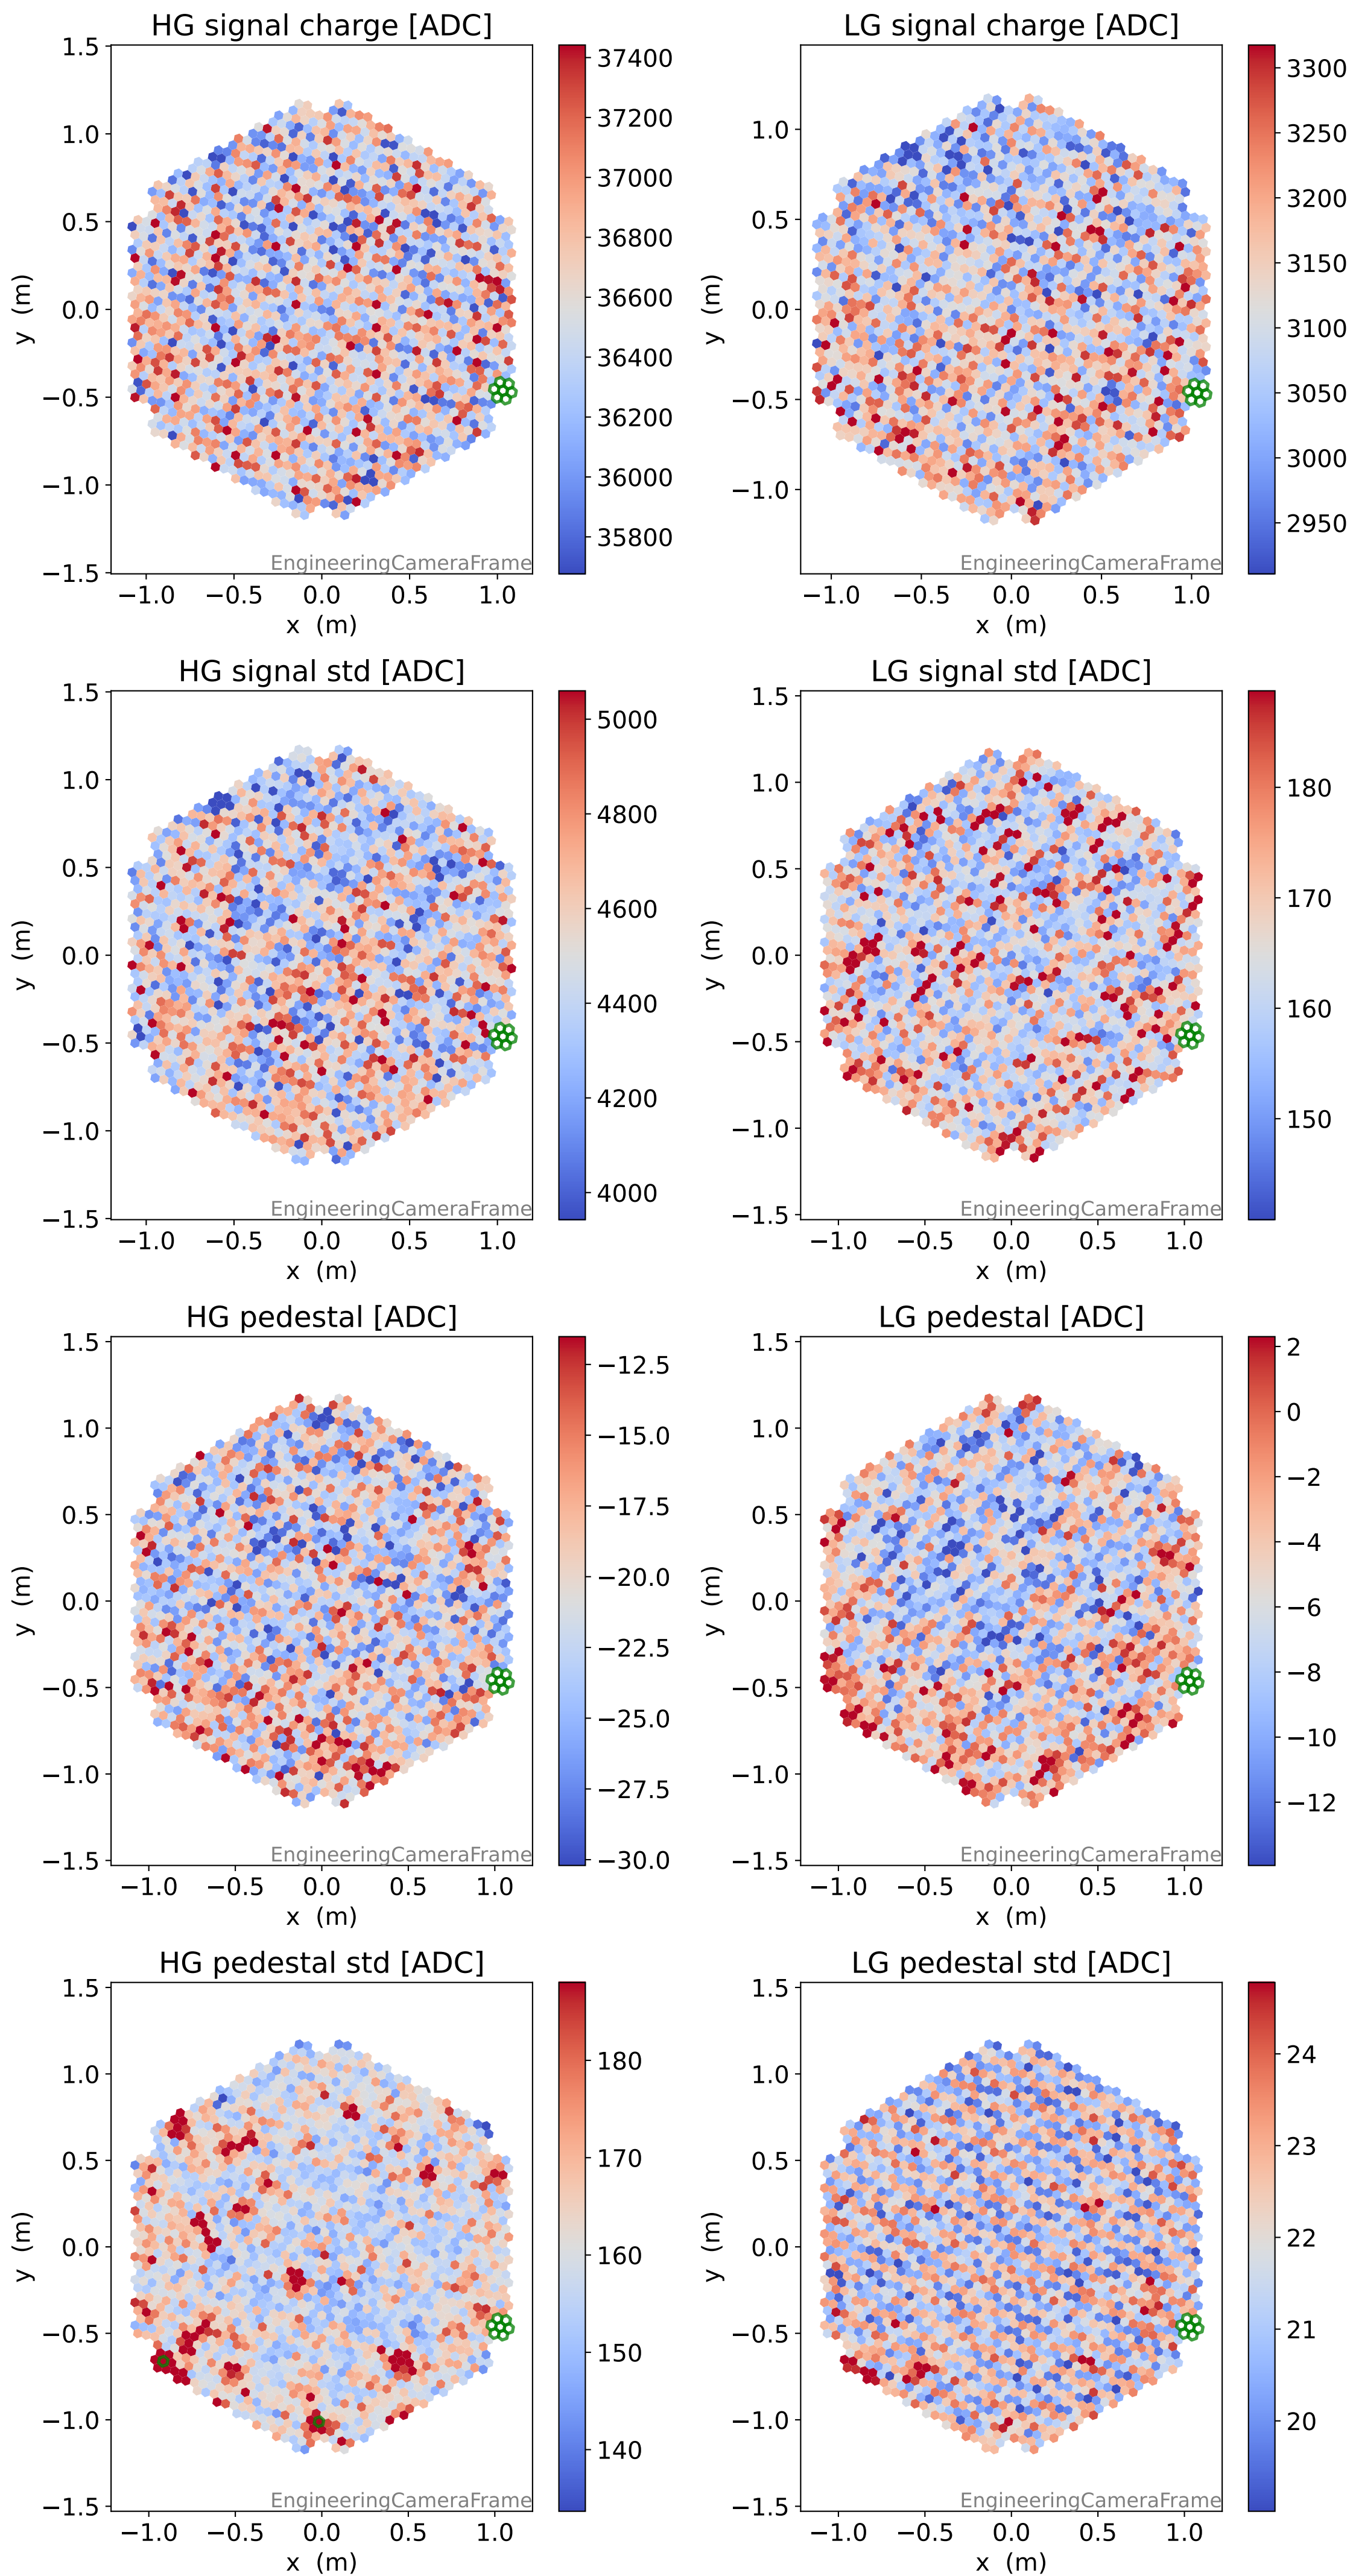 HG signal charge [ADC]
1.5
1.0
0.5
0.0
−0.5
−1.0
−1.5
y (m)
−1.0 −0.5 0.0 0.5 1.0
x (m)
EngineeringCameraFrame
37400
37200
37000
36800
36600
36400
36200
36000
35800
LG signal charge [ADC]
1.5
1.0
0.5
0.0
−0.5
−1.0
y (m)
−1.0 −0.5 0.0 0.5 1.0
x (m)
EngineeringCameraFrame
3300
3250
3200
3150
3100
3050
3000
2950
HG signal std [ADC]
1.5
1.0
0.5
0.0
−0.5
−1.0
−1.5
y (m)
−1.0 −0.5 0.0 0.5 1.0
x (m)
EngineeringCameraFrame
5000
4800
4600
4400
4200
4000
LG signal std [ADC]
1.5
1.0
0.5
0.0
−0.5
−1.0
−1.5
y (m)
−1.0 −0.5 0.0 0.5 1.0
x (m)
EngineeringCameraFrame
180
170
160
150
HG pedestal [ADC]
1.5
1.0
0.5
0.0
−0.5
−1.0
−1.5
y (m)
−1.0 −0.5 0.0 0.5 1.0
x (m)
EngineeringCameraFrame
−12.5
−15.0
−17.5
−20.0
−22.5
−25.0
−27.5
−30.0
LG pedestal [ADC]
1.5
1.0
0.5
0.0
−0.5
−1.0
−1.5
y (m)
−1.0 −0.5 0.0 0.5 1.0
x (m)
EngineeringCameraFrame
2
0
−2
−4
−6
−8
−10
−12
HG pedestal std [ADC]
1.5
1.0
0.5
0.0
−0.5
−1.0
−1.5
y (m)
−1.0 −0.5 0.0 0.5 1.0
x (m)
EngineeringCameraFrame
180
170
160
150
140
LG pedestal std [ADC]
1.5
1.0
0.5
0.0
−0.5
−1.0
−1.5
y (m)
−1.0 −0.5 0.0 0.5 1.0
x (m)
EngineeringCameraFrame
24
23
22
21
20